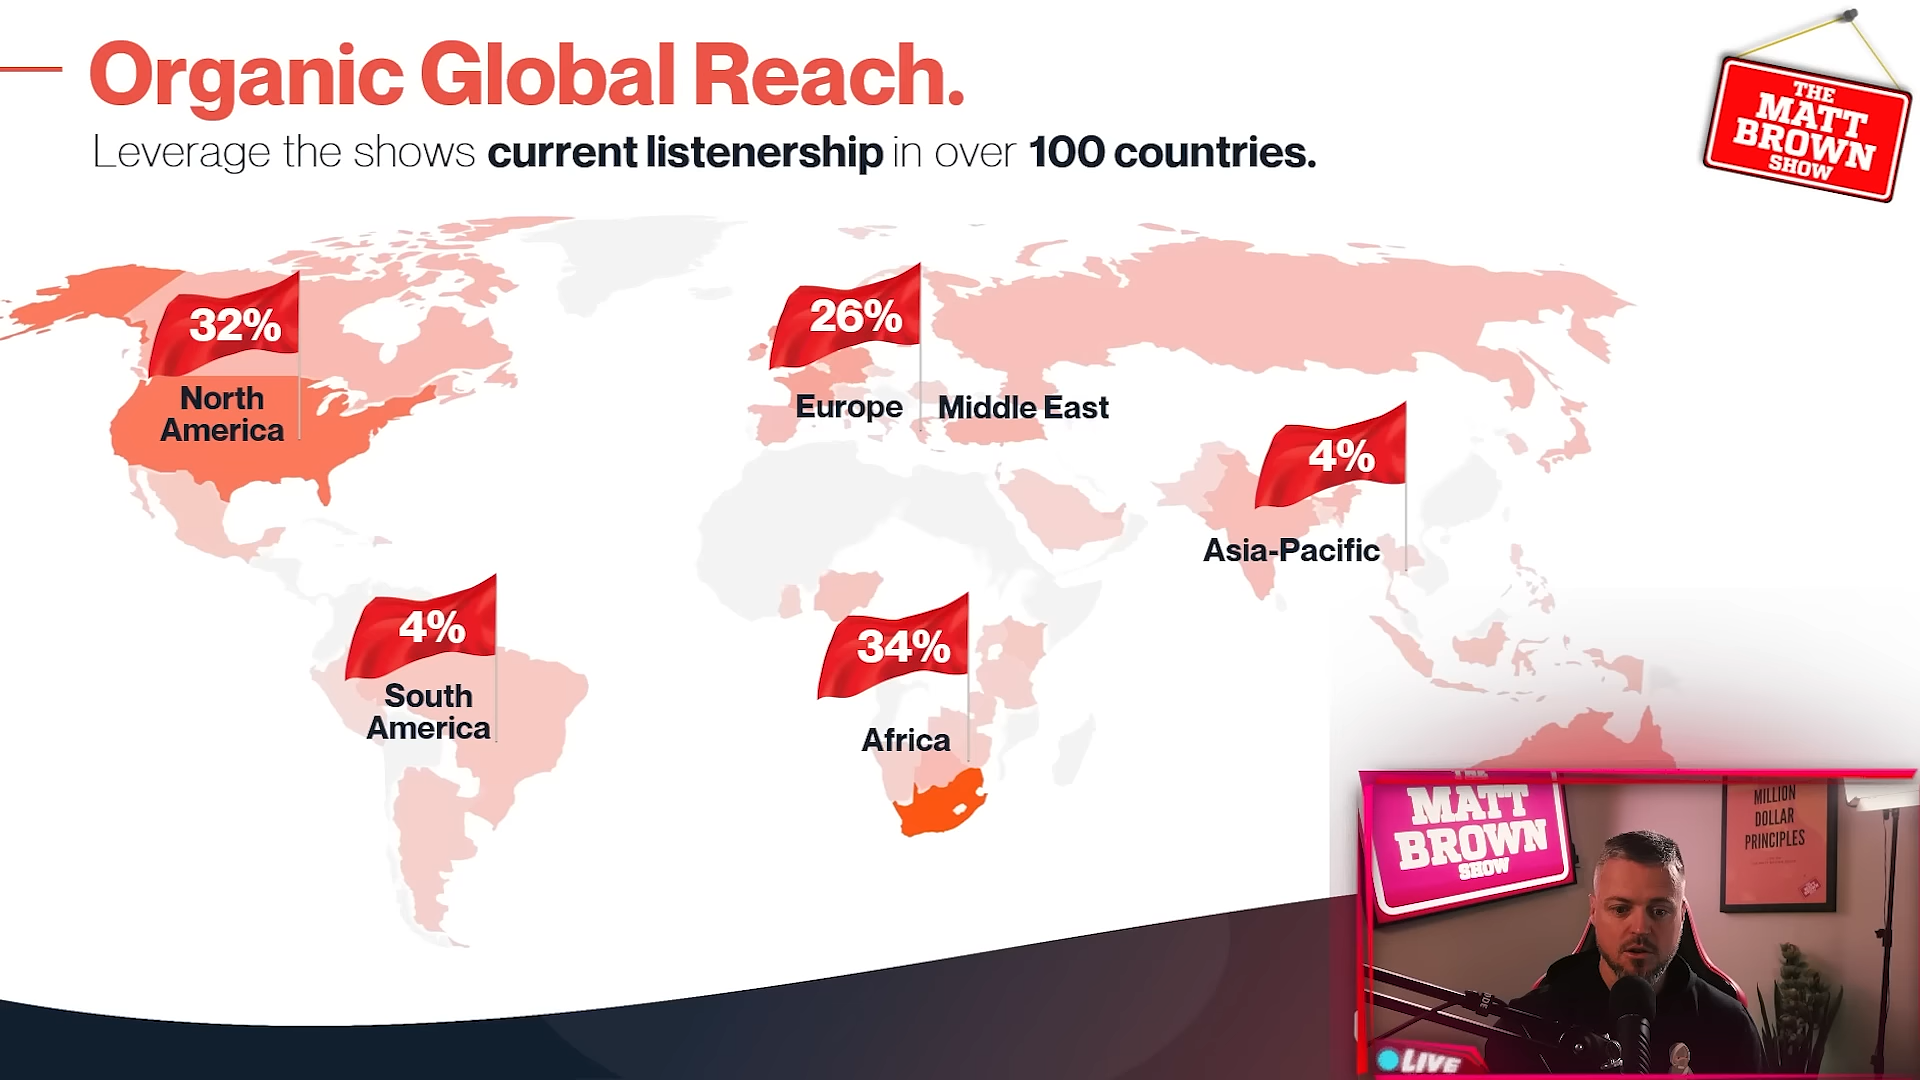 Organic Global Reach.
Leverage the shows current listenership in over 100 countries.
THE
MATT
BROWN
SHOW
32%
North
America
26%
Europe
Middle East
4%
Asia-Pacific
4%
South
America
34%
Africa
THE
MATT
BROWN
SHOW
MILLION
DOLLAR
PRINCIPLES
LIVE